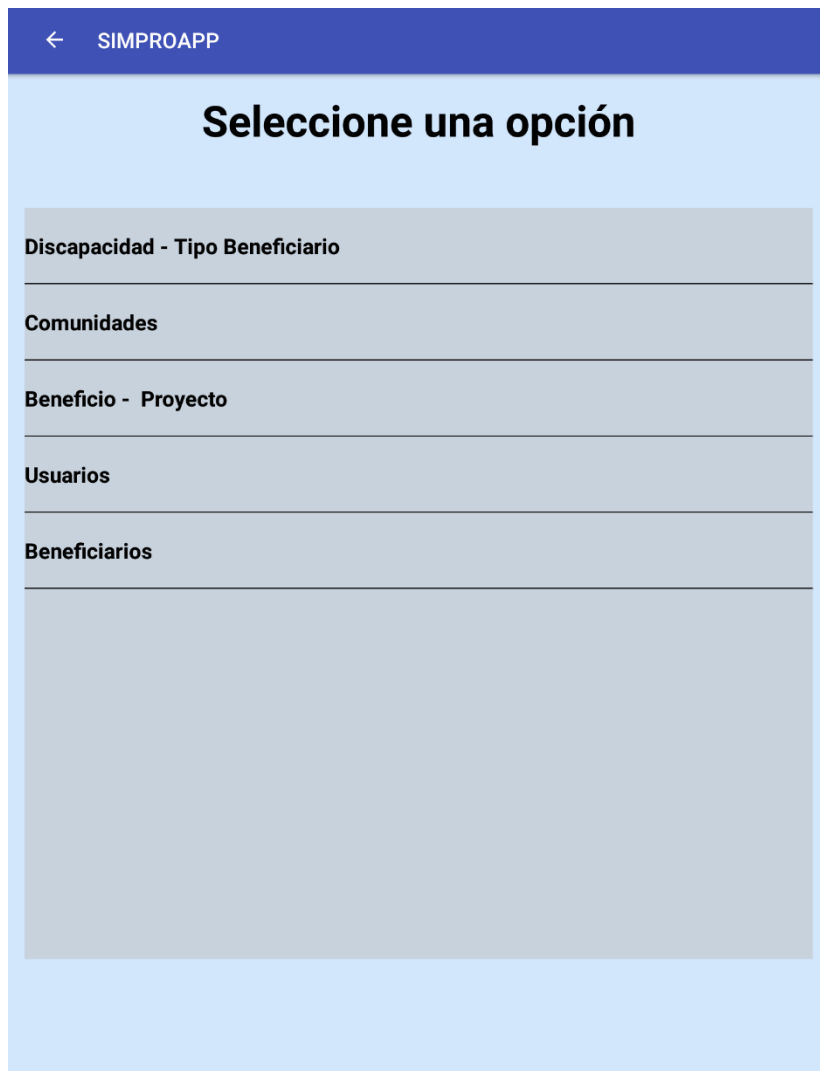 SIMPROAPP
Seleccione una opción
Discapacidad - Tipo Beneficiario
Comunidades
Beneficio -  Proyecto
Usuarios
Beneficiarios